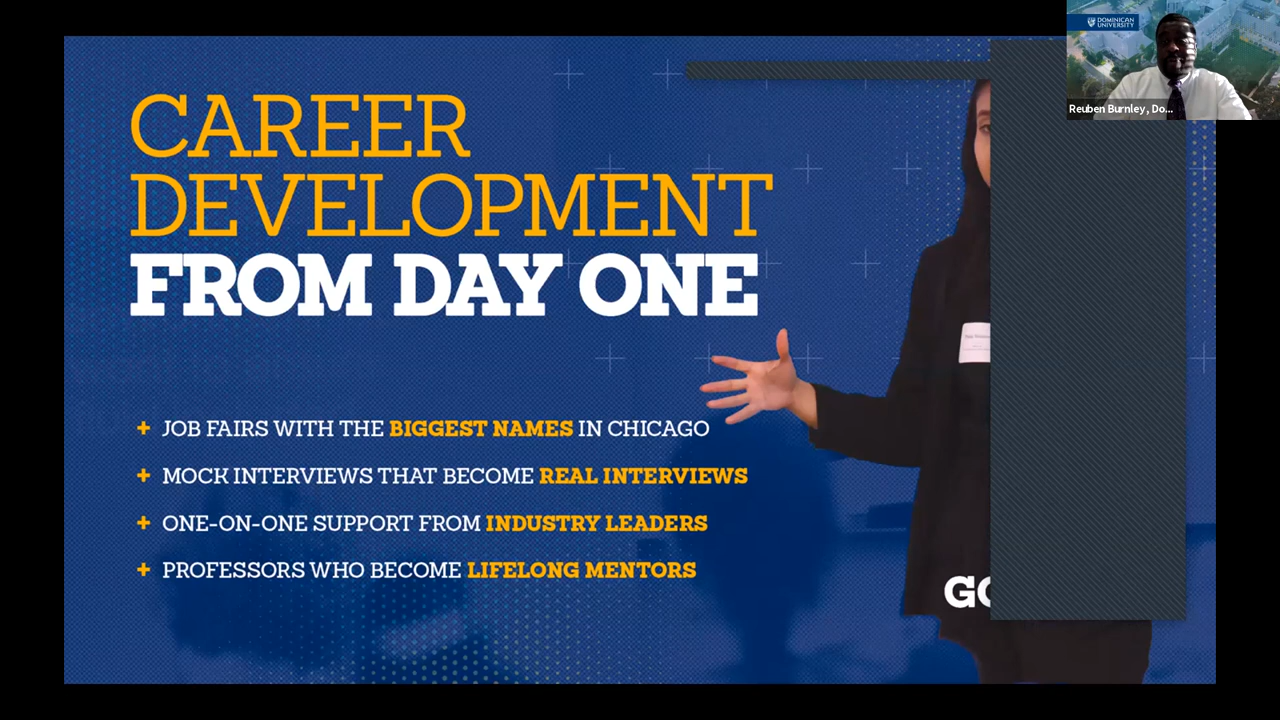 CAREER
DEVELOPMENT
FROM DAY ONE
+ JOB FAIRS WITH THE BIGGEST NAMES IN CHICAGO
+ MOCK INTERVIEWS THAT BECOME REAL INTERVIEWS
+ ONE-ON-ONE SUPPORT FROM INDUSTRY LEADERS
+ PROFESSORS WHO BECOME LIFELONG MENTORS
DOMINICAN
UNIVERSITY
Reuben Burnley, Do...